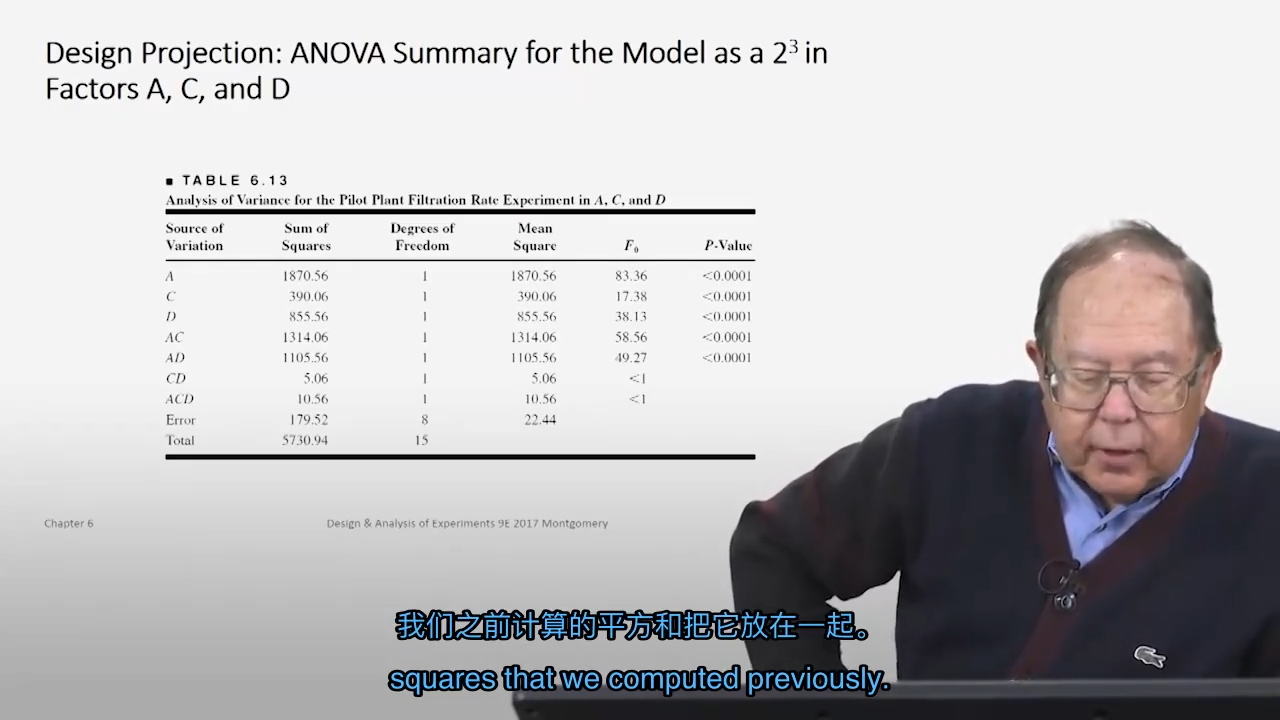 Design Projection: ANOVA Summary for the Model as a 2³ in
Factors A, C, and D
■ TABLE 6.13
Analysis of Variance for the Pilot Plant Filtration Rate Experiment in A, C, and D
Source of Variation Sum of Squares Degrees of Freedom Mean Square F₀ P-Value
A 1870.56 1 1870.56 83.36 <0.0001
C 390.06 1 390.06 17.38 <0.0001
D 855.56 1 855.56 38.13 <0.0001
AC 1314.06 1 1314.06 58.56 <0.0001
AD 1105.56 1 1105.56 49.27 <0.0001
CD 5.06 1 5.06 <1
ACD 10.56 1 10.56 <1
Error 179.52 8 22.44
Total 5730.94 15
Chapter 6 Design & Analysis of Experiments 9E 2017 Montgomery
我们之前计算的平方和把它放在一起。
squares that we computed previously.